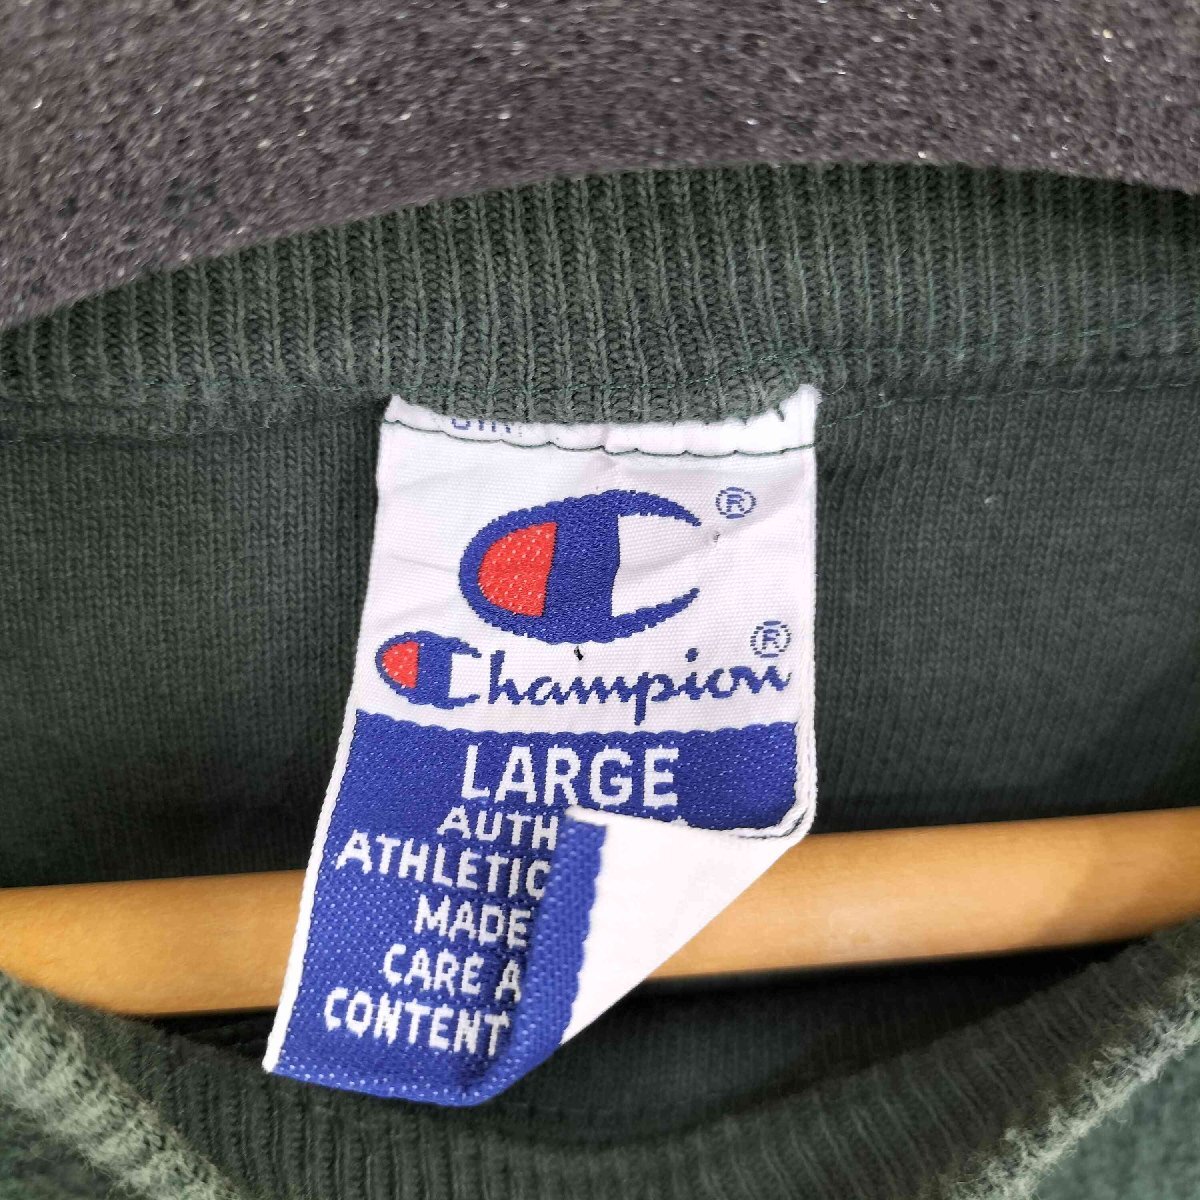 ®
Champion ®
LARGE
AUTH
ATHLETIC
MADE
CARE A
CONTENT